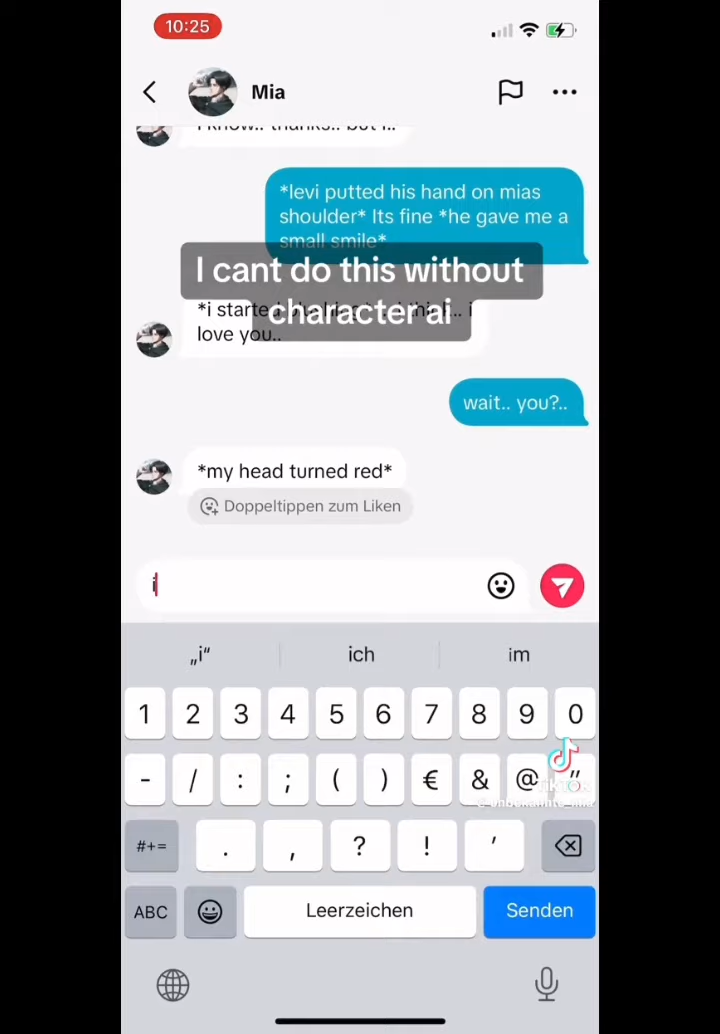 10:25
Mia
I know.. thanks.. but i..
*levi putted his hand on mias
shoulder* Its fine *he gave me a
small smile*
I cant do this without
character ai
*i started
love you..
wait.. you?..
*my head turned red*
Doppeltippen zum Liken
i
„i“ ich im
1 2 3 4 5 6 7 8 9 0
- / : ; ( ) € & @ "
TikTok
#+= . , ? ! ’
ABC Leerzeichen Senden